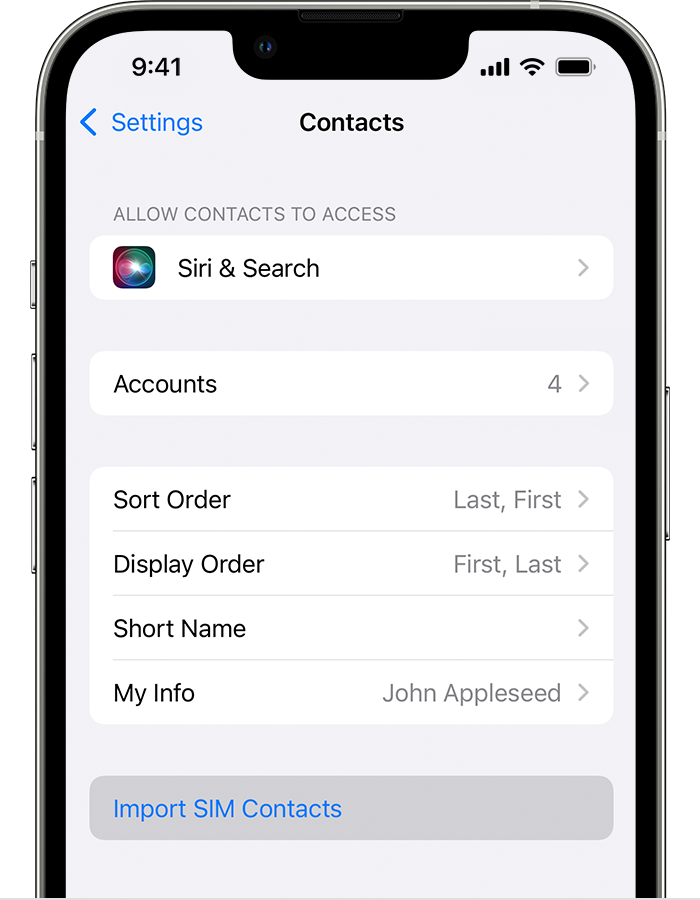 9:41
Settings Contacts
ALLOW CONTACTS TO ACCESS
Siri & Search
Accounts 4
Sort Order Last, First
Display Order First, Last
Short Name
My Info John Appleseed
Import SIM Contacts